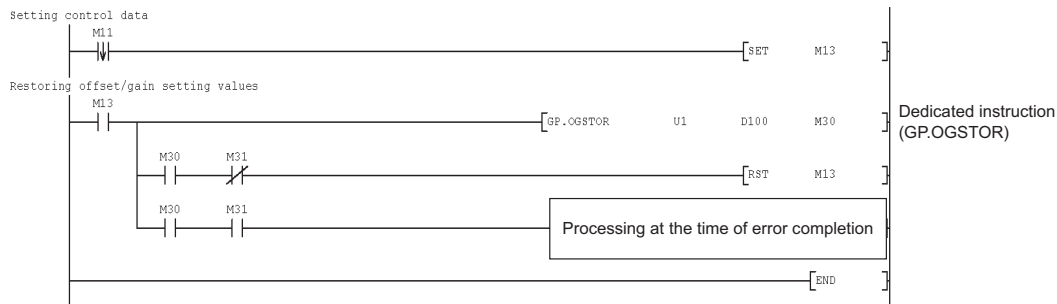 Setting control data
M11
SET M13
Restoring offset/gain setting values
M13
GP.OGSTOR U1 D100 M30
Dedicated instruction
(GP.OGSTOR)
M30 M31
RST M13
M30 M31
Processing at the time of error completion
END